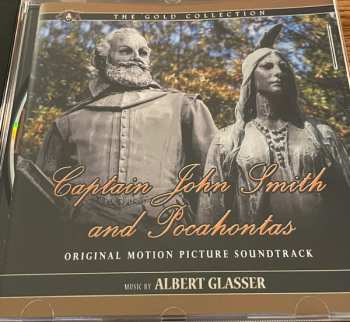 THE GOLD COLLECTION
Captain John Smith
and Pocahontas
ORIGINAL MOTION PICTURE SOUNDTRACK
MUSIC BY ALBERT GLASSER